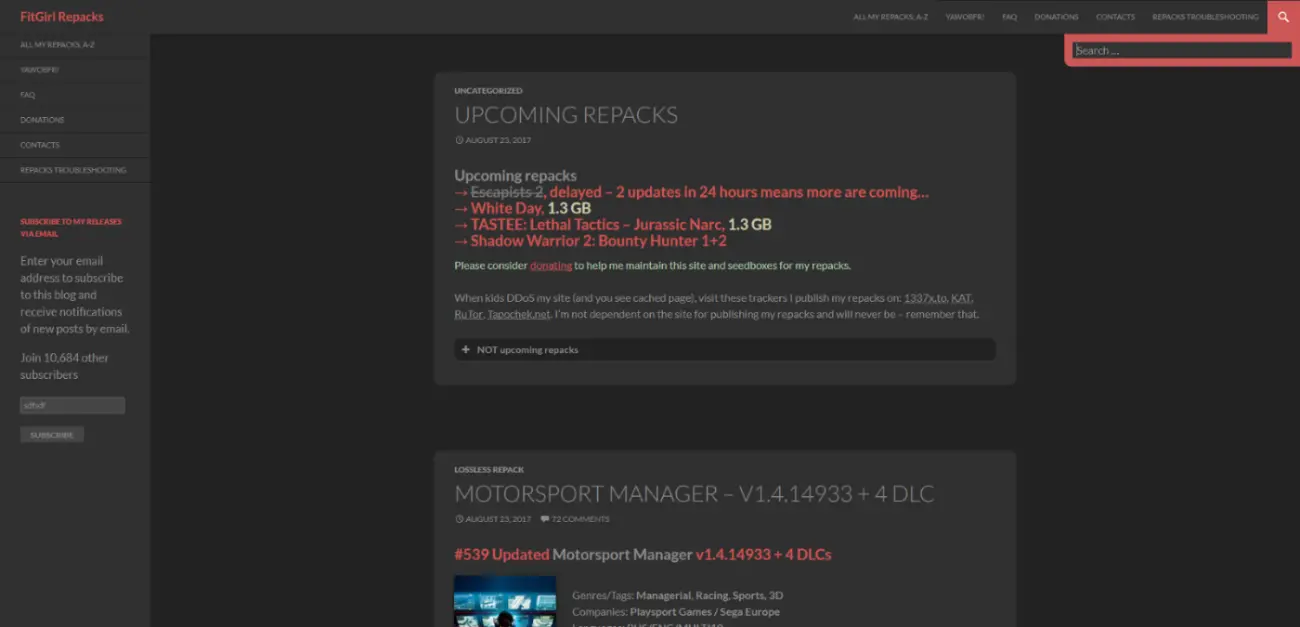 FitGirl Repacks
ALL MY REPACKS, A-Z
YAWORFR!
FAQ
DONATIONS
CONTACTS
REPACKS TROUBLESHOOTING
Search …
ALL MY REPACKS, A-Z
YAWORFR!
FAQ
DONATIONS
CONTACTS
REPACKS TROUBLESHOOTING
SUBSCRIBE TO MY RELEASES
VIA EMAIL
Enter your email
address to subscribe
to this blog and
receive notifications
of new posts by email.
Join 10,684 other
subscribers
SUBSCRIBE
UNCATEGORIZED
UPCOMING REPACKS
AUGUST 23, 2017
Upcoming repacks
→ Escapists 2, delayed – 2 updates in 24 hours means more are coming…
→ White Day, 1.3 GB
→ TASTEE: Lethal Tactics – Jurassic Narc, 1.3 GB
→ Shadow Warrior 2: Bounty Hunter 1+2
Please consider donating to help me maintain this site and seedboxes for my repacks.
When kids DDoS my site (and you see cached page), visit these trackers I publish my repacks on: 1337x.to, KAT,
RuTor, Tapochek.net. I'm not dependent on the site for publishing my repacks and will never be – remember that.
+ NOT upcoming repacks
LOSSLESS REPACK
MOTORSPORT MANAGER – V1.4.14933 + 4 DLC
AUGUST 23, 2017 72 COMMENTS
#539 Updated Motorsport Manager v1.4.14933 + 4 DLCs
Genres/Tags: Managerial, Racing, Sports, 3D
Companies: Playsport Games / Sega Europe